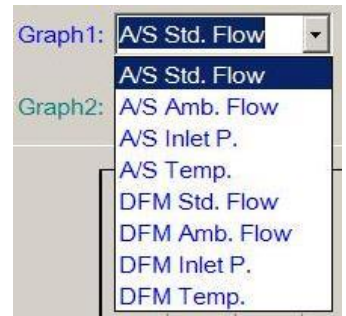 Graph1: A/S Std. Flow
A/S Std. Flow
Graph2: A/S Amb. Flow
A/S Inlet P.
A/S Temp.
DFM Std. Flow
DFM Amb. Flow
DFM Inlet P.
DFM Temp.